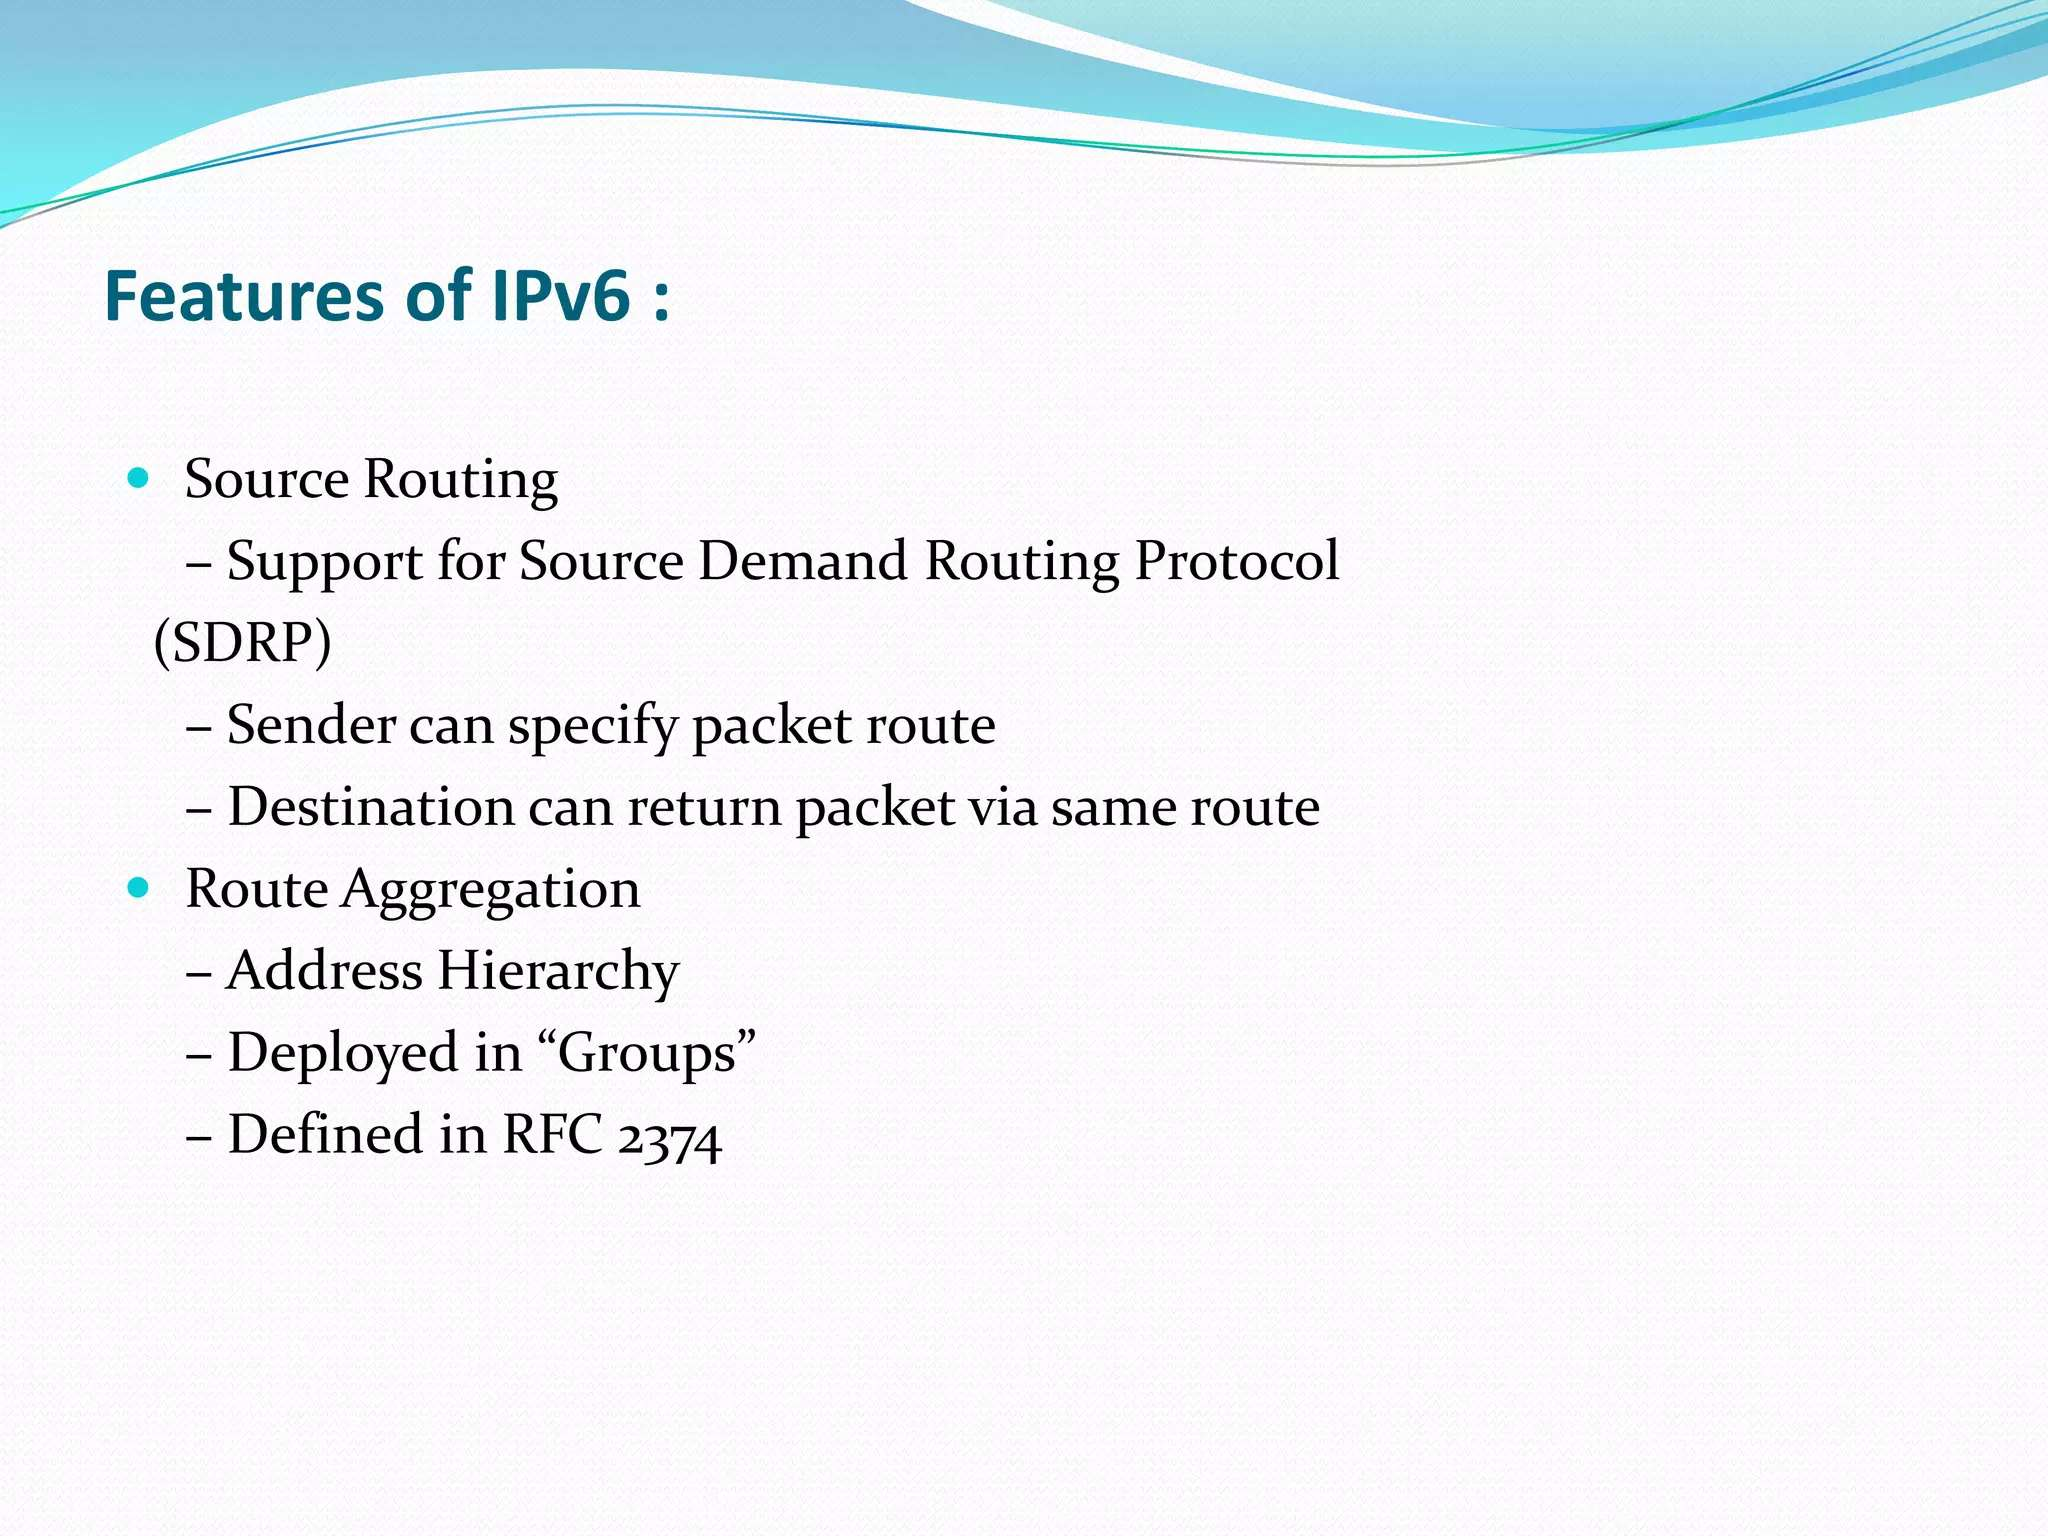 Features of IPv6 :
• Source Routing
– Support for Source Demand Routing Protocol
(SDRP)
– Sender can specify packet route
– Destination can return packet via same route
• Route Aggregation
– Address Hierarchy
– Deployed in “Groups”
– Defined in RFC 2374